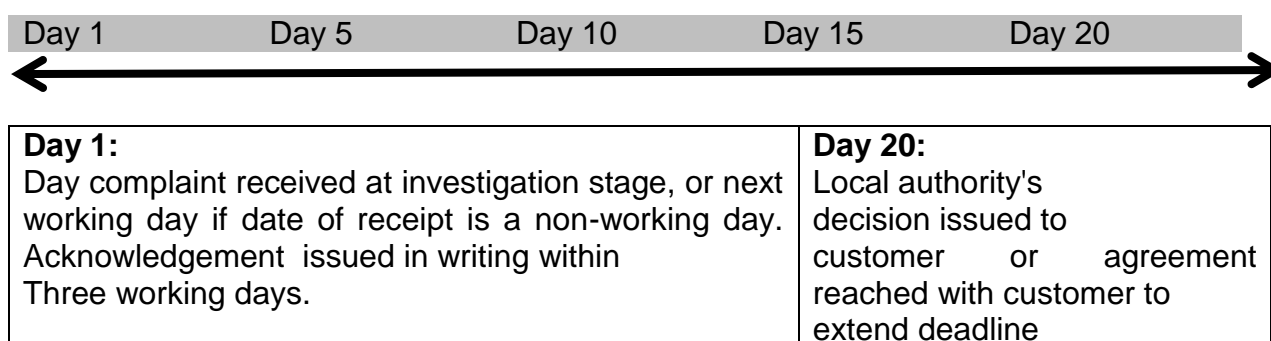 Day 1 Day 5 Day 10 Day 15 Day 20
Day 1:
Day complaint received at investigation stage, or next
working day if date of receipt is a non-working day.
Acknowledgement issued in writing within
Three working days.
Day 20:
Local authority's
decision issued to
customer or agreement
reached with customer to
extend deadline